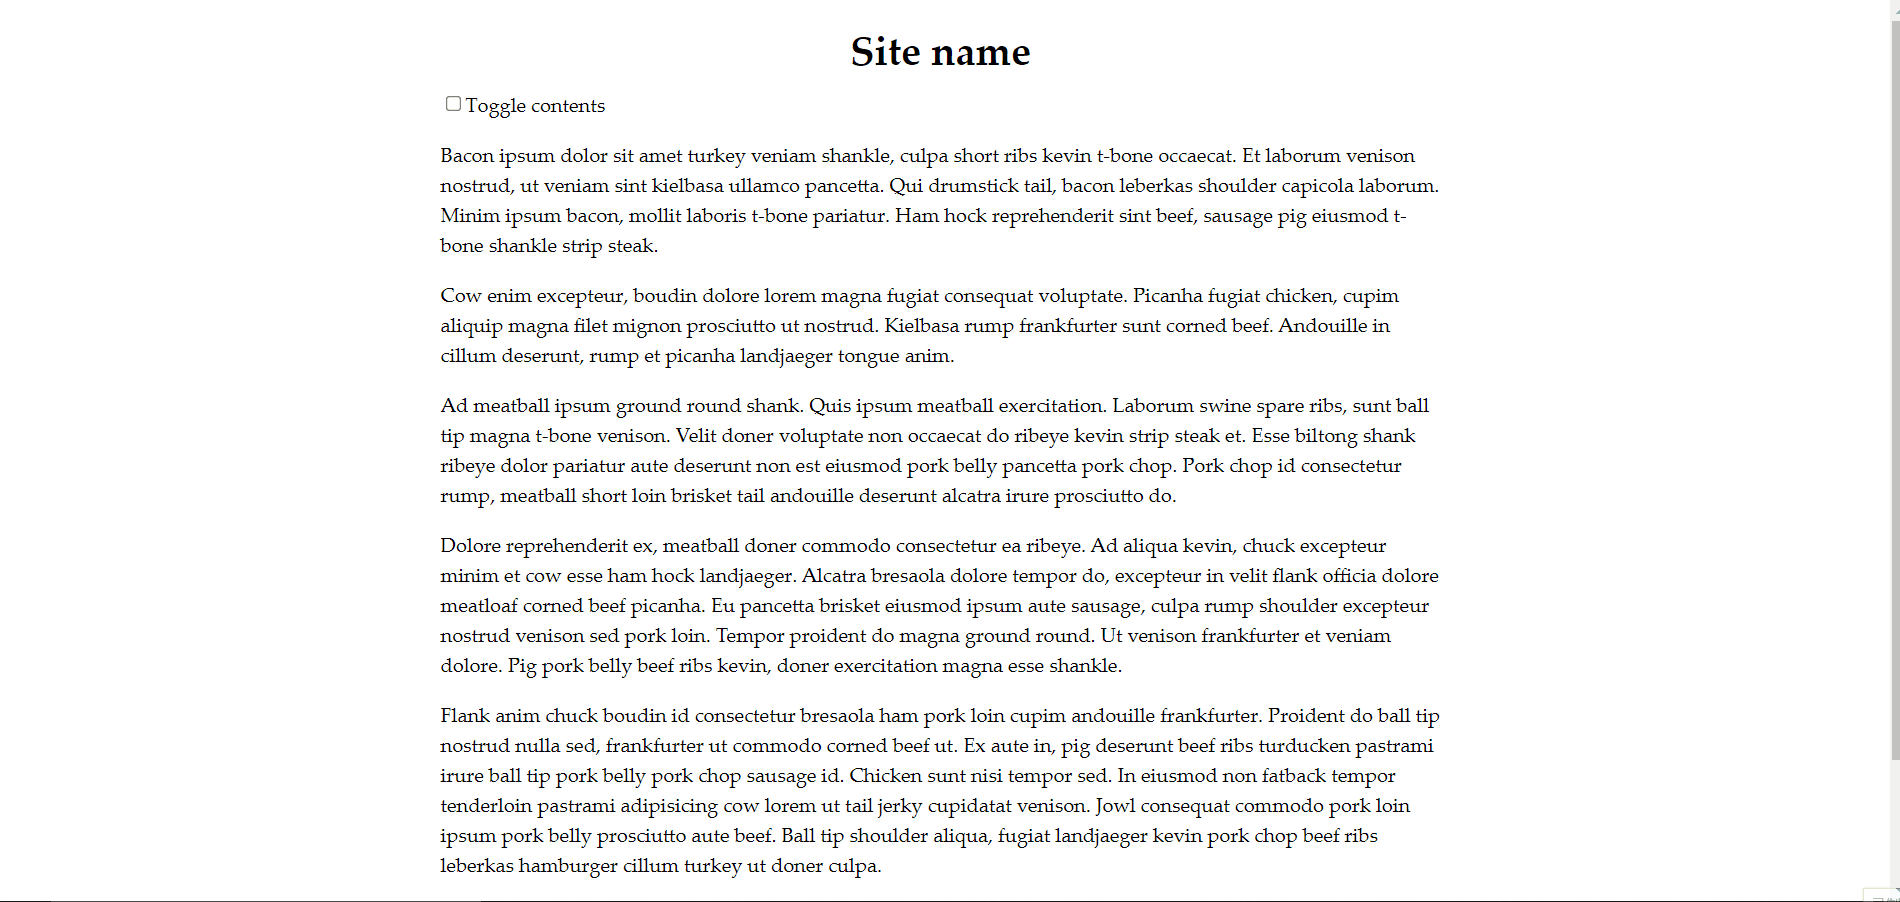 Site name
Toggle contents
Bacon ipsum dolor sit amet turkey veniam shankle, culpa short ribs kevin t-bone occaecat. Et laborum venison
nostrud, ut veniam sint kielbasa ullamco pancetta. Qui drumstick tail, bacon leberkas shoulder capicola laborum.
Minim ipsum bacon, mollit laboris t-bone pariatur. Ham hock reprehenderit sint beef, sausage pig eiusmod t-
bone shankle strip steak.
Cow enim excepteur, boudin dolore lorem magna fugiat consequat voluptate. Picanha fugiat chicken, cupim
aliquip magna filet mignon prosciutto ut nostrud. Kielbasa rump frankfurter sunt corned beef. Andouille in
cillum deserunt, rump et picanha landjaeger tongue anim.
Ad meatball ipsum ground round shank. Quis ipsum meatball exercitation. Laborum swine spare ribs, sunt ball
tip magna t-bone venison. Velit doner voluptate non occaecat do ribeye kevin strip steak et. Esse biltong shank
ribeye dolor pariatur aute deserunt non est eiusmod pork belly pancetta pork chop. Pork chop id consectetur
rump, meatball short loin brisket tail andouille deserunt alcatra irure prosciutto do.
Dolore reprehenderit ex, meatball doner commodo consectetur ea ribeye. Ad aliqua kevin, chuck excepteur
minim et cow esse ham hock landjaeger. Alcatra bresaola dolore tempor do, excepteur in velit flank officia dolore
meatloaf corned beef picanha. Eu pancetta brisket eiusmod ipsum aute sausage, culpa rump shoulder excepteur
nostrud venison sed pork loin. Tempor proident do magna ground round. Ut venison frankfurter et veniam
dolore. Pig pork belly beef ribs kevin, doner exercitation magna esse shankle.
Flank anim chuck boudin id consectetur bresaola ham pork loin cupim andouille frankfurter. Proident do ball tip
nostrud nulla sed, frankfurter ut commodo corned beef ut. Ex aute in, pig deserunt beef ribs turducken pastrami
irure ball tip pork belly pork chop sausage id. Chicken sunt nisi tempor sed. In eiusmod non fatback tempor
tenderloin pastrami adipisicing cow lorem ut tail jerky cupidatat venison. Jowl consequat commodo pork loin
ipsum pork belly prosciutto aute beef. Ball tip shoulder aliqua, fugiat landjaeger kevin pork chop beef ribs
leberkas hamburger cillum turkey ut doner culpa.